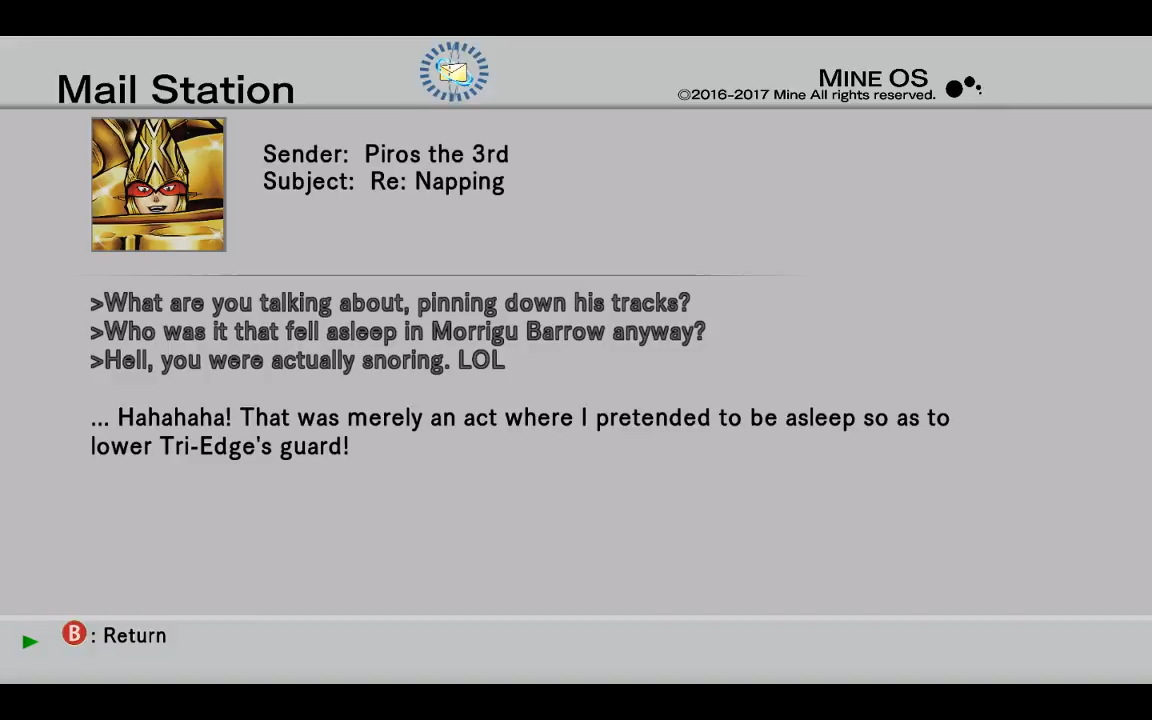 Mail Station
MINE OS
©2016-2017 Mine All rights reserved.
Sender: Piros the 3rd
Subject: Re: Napping
>What are you talking about, pinning down his tracks?
>Who was it that fell asleep in Morrigu Barrow anyway?
>Hell, you were actually snoring. LOL
... Hahahaha! That was merely an act where I pretended to be asleep so as to
lower Tri-Edge's guard!
B: Return